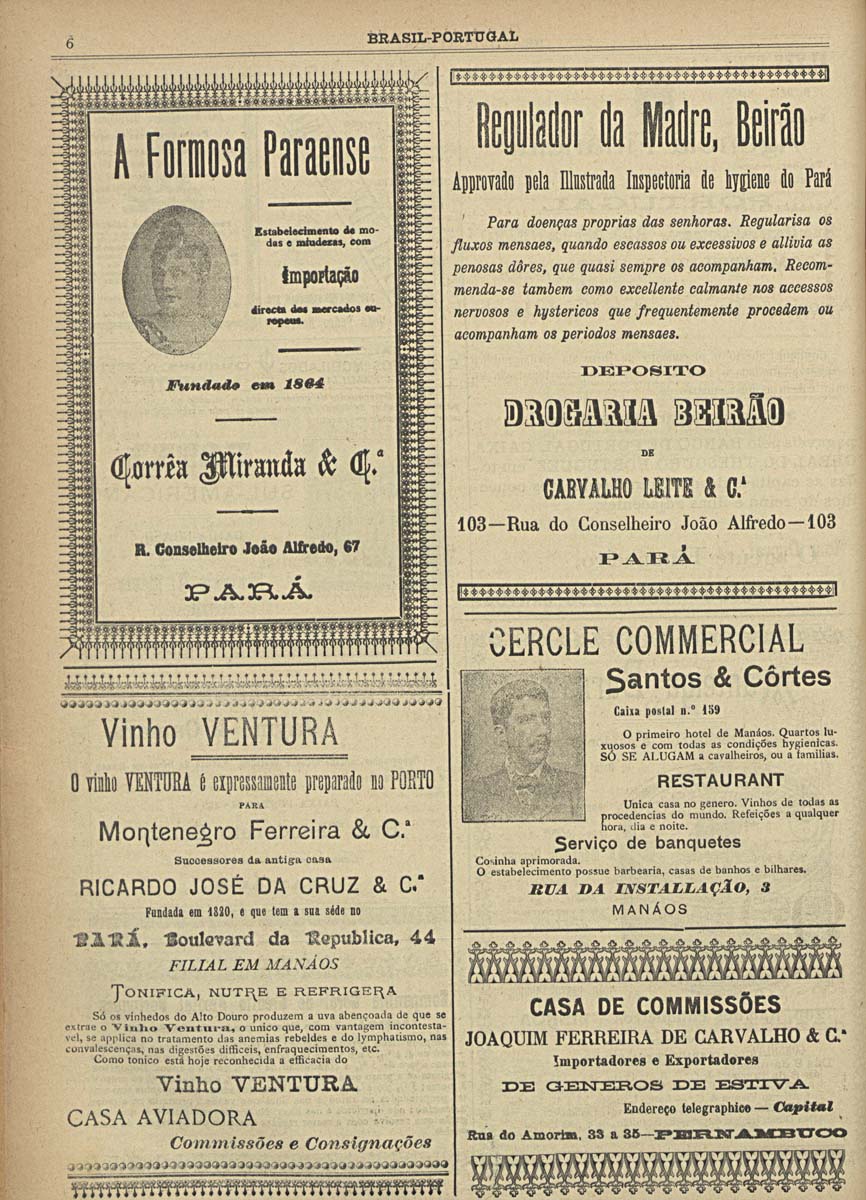 6
BRASIL-PORTUGAL
A Formosa Paraense
Estabelecimento de mo-
das e miudezas, com
Importação
directa dos mercados eu-
ropeus.
Fundado em 1864
Corrêa Miranda & C.ª
R. Conselheiro João Alfredo, 67
PARÁ
Vinho VENTURA
O vinho VENTURA é expressamente preparado no PORTO
PARA
Montenegro Ferreira & C.ª
Successores da antiga casa
RICARDO JOSÉ DA CRUZ & C.ª
Fundada em 1820, e que tem a sua séde no
PARÁ, Boulevard da Republica, 44
FILIAL EM MANÁOS
TONIFICA, NUTRE E REFRIGERA
Só os vinhedos do Alto Douro produzem a uva abençoada de que se
extrae o Vinho Ventura, o unico que, com vantagem incontesta-
vel, se applica no tratamento das anemias rebeldes e do lymphatismo, nas
convalescenças, nas digestões difficeis, enfraquecimentos, etc.
Como tonico está hoje reconhecida a efficacia do
Vinho VENTURA
CASA AVIADORA
Commissões e Consignações
Regulador da Madre, Beirão
Approvado pela Illustrada Inspectoria de hygiene do Pará
Para doenças proprias das senhoras. Regularisa os
fluxos mensaes, quando escassos ou excessivos e allivia as
penosas dôres, que quasi sempre os acompanham. Recom-
menda-se tambem como excellente calmante nos accessos
nervosos e hystericos que frequentemente procedem ou
acompanham os periodos mensaes.
DEPOSITO
DROGARIA BEIRÃO
DE
CARVALHO LEITE & C.ª
103—Rua do Conselheiro João Alfredo—103
PARÁ
CERCLE COMMERCIAL
Santos & Côrtes
Caixa postal n.º 159
O primeiro hotel de Manáos. Quartos lu-
xuosos e com todas as condições hygienicas.
SÓ SE ALUGAM a cavalheiros, ou a familias.
RESTAURANT
Unica casa no genero. Vinhos de todas as
procedencias do mundo. Refeições a qualquer
hora, dia e noite.
Serviço de banquetes
Cosinha aprimorada.
O estabelecimento possue barbearia, casas de banhos e bilhares.
RUA DA INSTALLAÇÃO, 3
MANÁOS
CASA DE COMMISSÕES
JOAQUIM FERREIRA DE CARVALHO & C.ª
Importadores e Exportadores
DE GENEROS DE ESTIVA
Endereço telegraphico — Capital
Rua do Amorim, 33 a 35—PERNAMBUCO